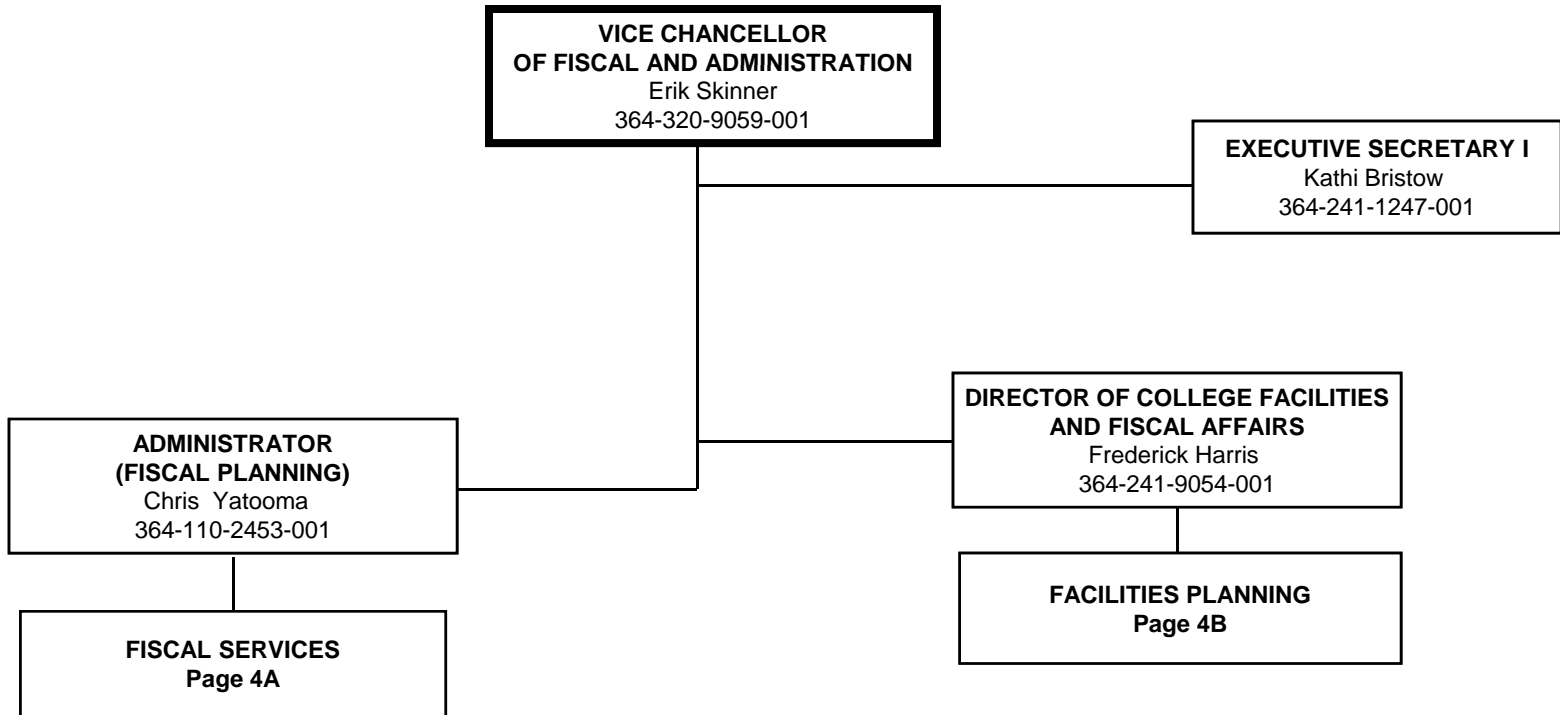 VICE CHANCELLOR
OF FISCAL AND ADMINISTRATION
Erik Skinner
364-320-9059-001
EXECUTIVE SECRETARY I
Kathi Bristow
364-241-1247-001
DIRECTOR OF COLLEGE FACILITIES
AND FISCAL AFFAIRS
Frederick Harris
364-241-9054-001
ADMINISTRATOR
(FISCAL PLANNING)
Chris Yatooma
364-110-2453-001
FACILITIES PLANNING
Page 4B
FISCAL SERVICES
Page 4A